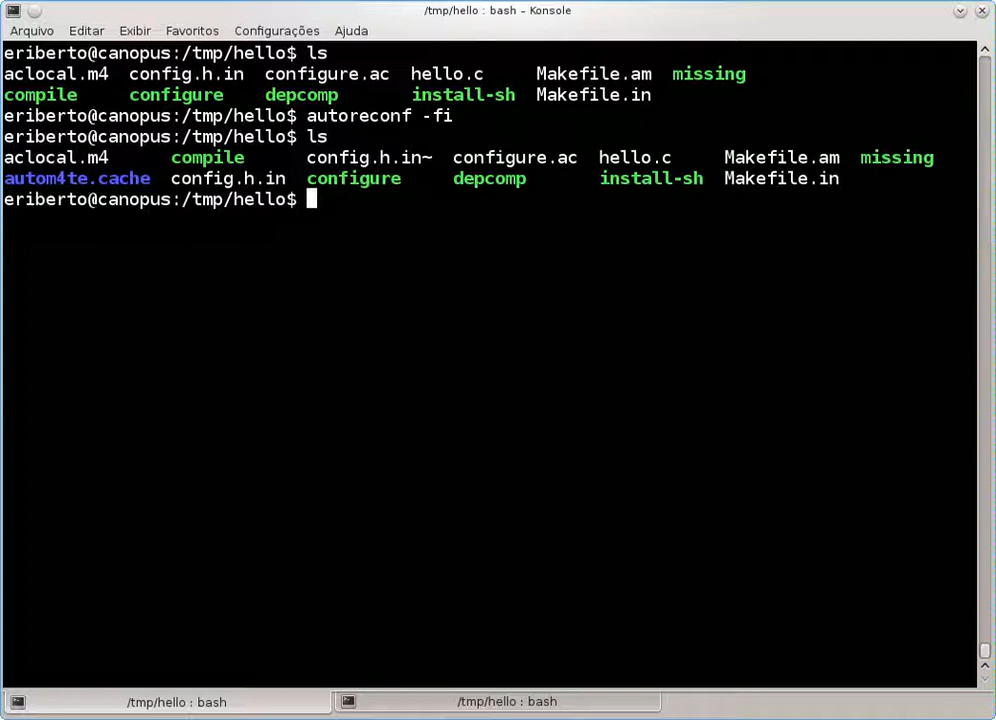 /tmp/hello : bash – Konsole
Arquivo Editar Exibir Favoritos Configurações Ajuda
eriberto@canopus:/tmp/hello$ ls
aclocal.m4 config.h.in configure.ac hello.c Makefile.am missing
compile configure depcomp install-sh Makefile.in
eriberto@canopus:/tmp/hello$ autoreconf -fi
eriberto@canopus:/tmp/hello$ ls
aclocal.m4 compile config.h.in~ configure.ac hello.c Makefile.am missing
autom4te.cache config.h.in configure depcomp install-sh Makefile.in
eriberto@canopus:/tmp/hello$
/tmp/hello : bash /tmp/hello : bash